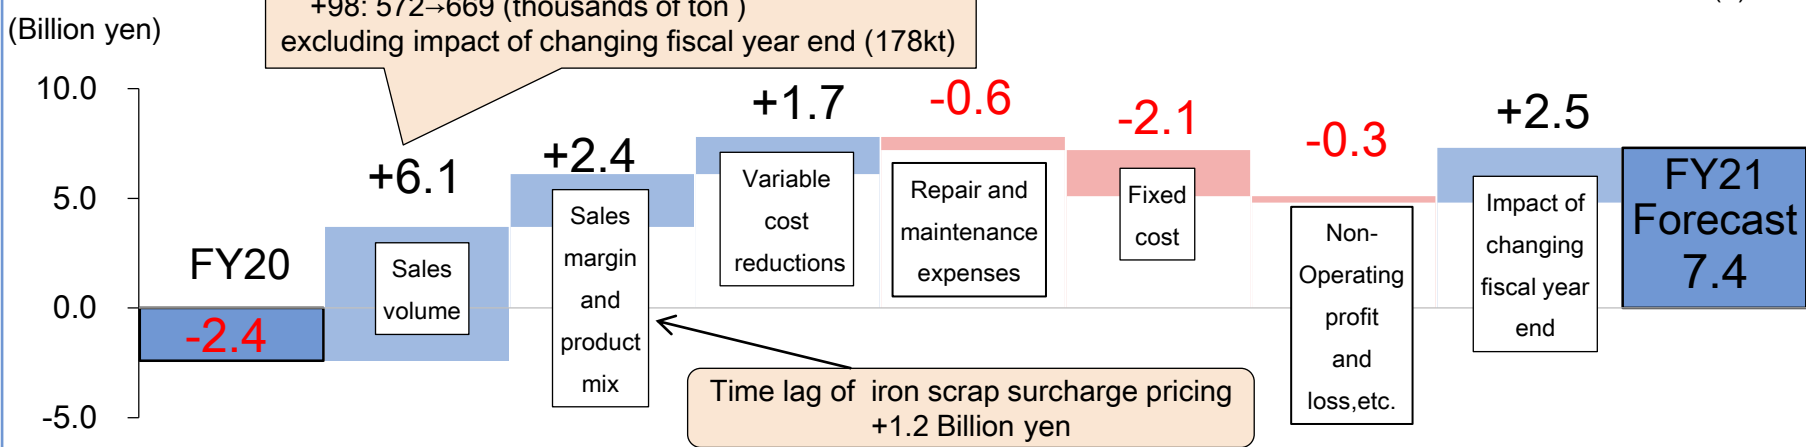 +98: 572→669 (thousands of ton )
excluding impact of changing fiscal year end (178kt)
(Billion yen)
10.0
5.0
0.0
-5.0
FY20
-2.4
+6.1
Sales
volume
+2.4
Sales
margin
and
product
mix
+1.7
Variable
cost
reductions
-0.6
Repair and
maintenance
expenses
-2.1
Fixed
cost
-0.3
Non-
Operating
profit
and
loss,etc.
+2.5
Impact of
changing
fiscal year
end
FY21
Forecast
7.4
Time lag of iron scrap surcharge pricing
+1.2 Billion yen